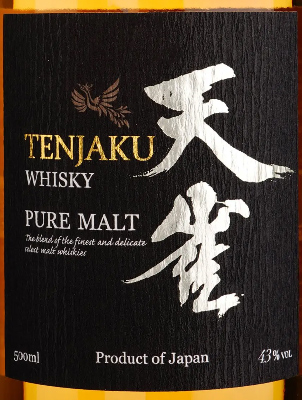 天雀
TENJAKU
WHISKY
PURE MALT
The blend of the finest and delicate
select malt whiskies
500ml
Product of Japan
43% VOL